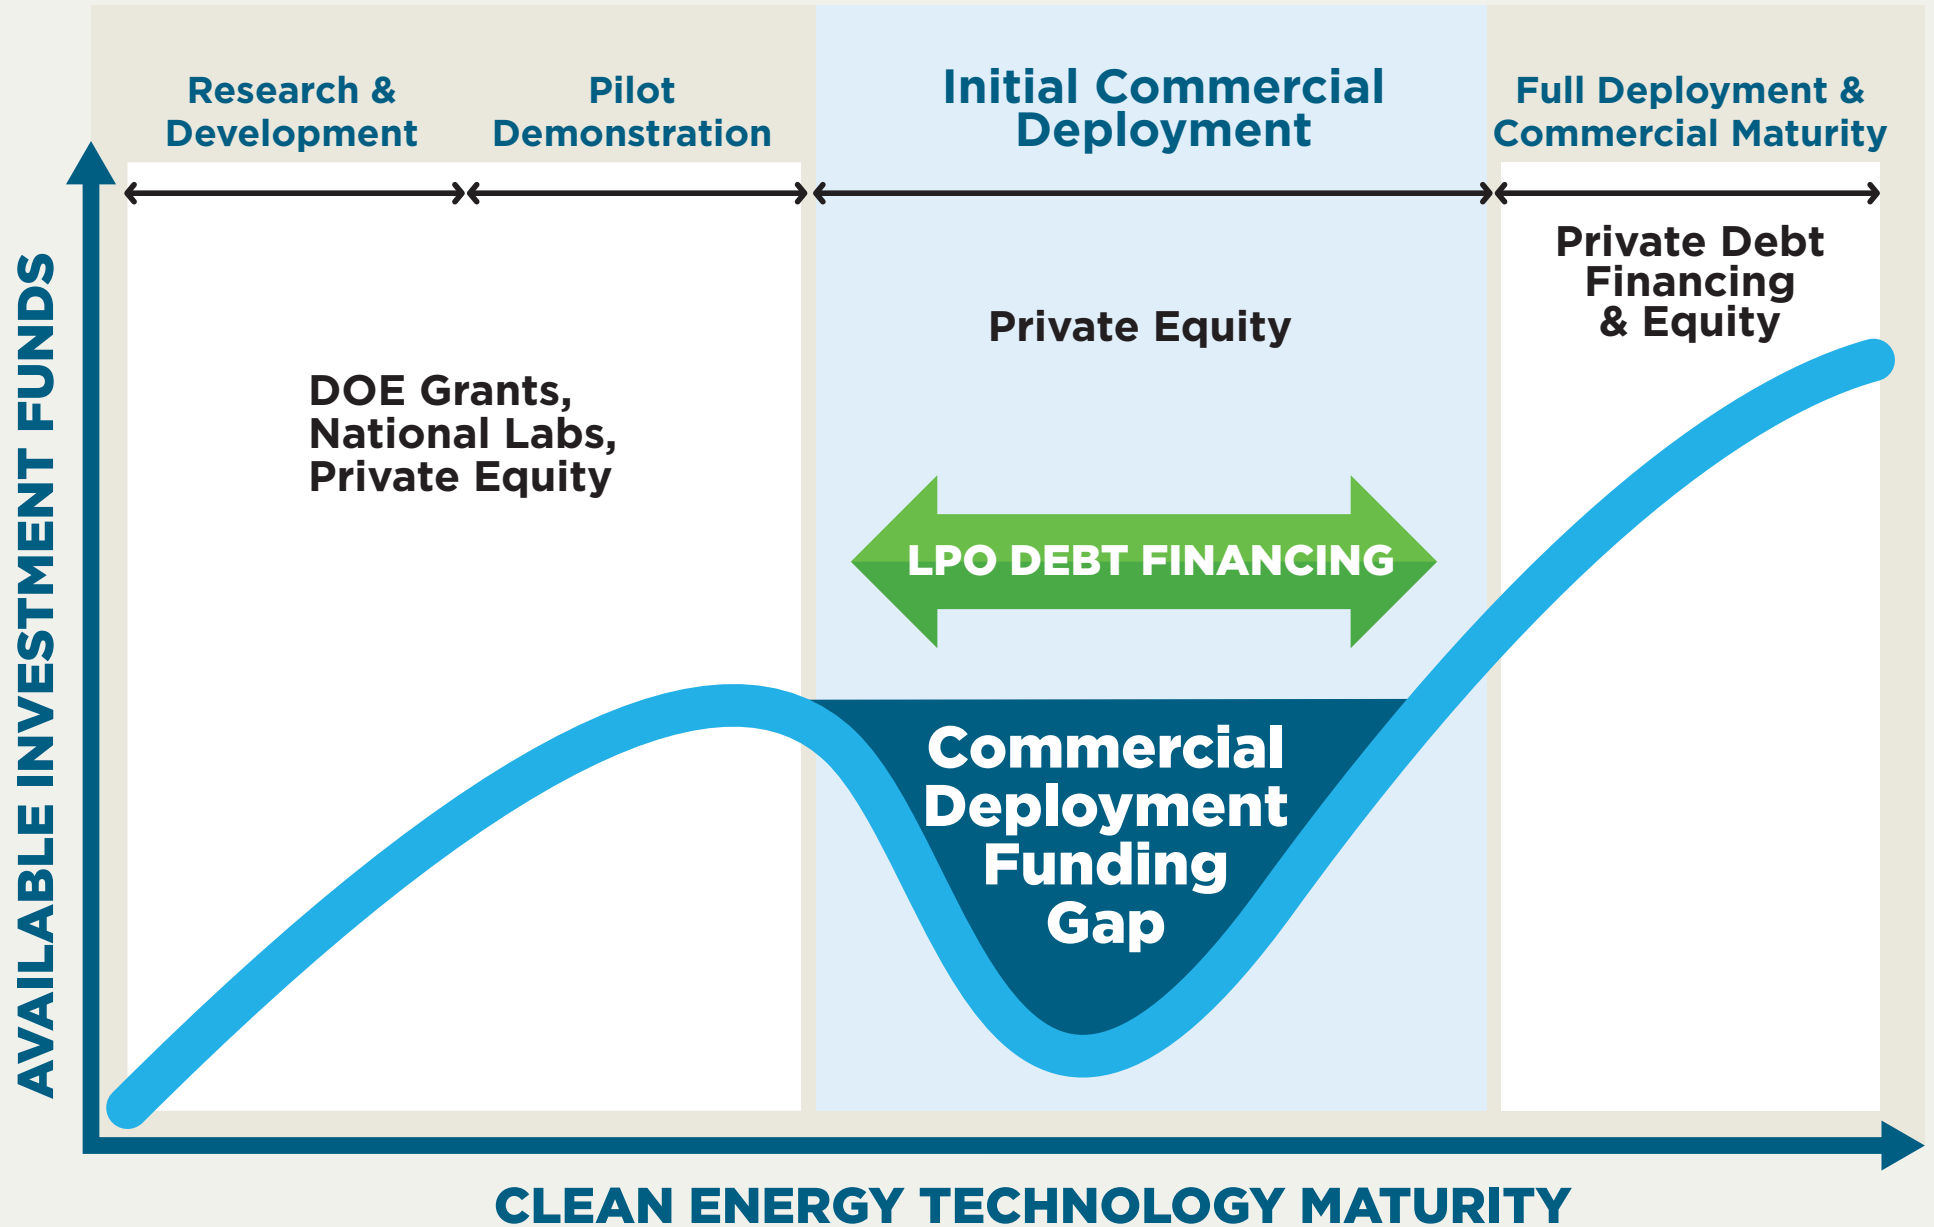 Research &
Development
Pilot
Demonstration
Initial Commercial
Deployment
Full Deployment &
Commercial Maturity
DOE Grants,
National Labs,
Private Equity
Private Equity
Private Debt
Financing
& Equity
LPO DEBT FINANCING
Commercial
Deployment
Funding
Gap
AVAILABLE INVESTMENT FUNDS
CLEAN ENERGY TECHNOLOGY MATURITY